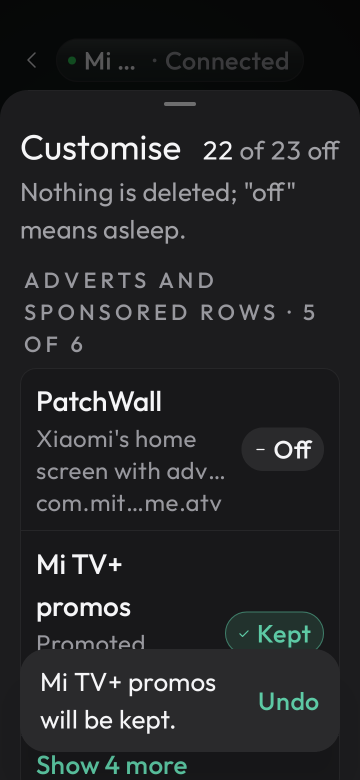 Mi ... · Connected
Customise 22 of 23 off
Nothing is deleted; "off"
means asleep.
ADVERTS AND
SPONSORED ROWS · 5
OF 6
PatchWall
Xiaomi's home
screen with adv...
com.mit...me.atv
- Off
Mi TV+
promos
Promoted
✓ Kept
Mi TV+ promos
will be kept.
Undo
Show 4 more